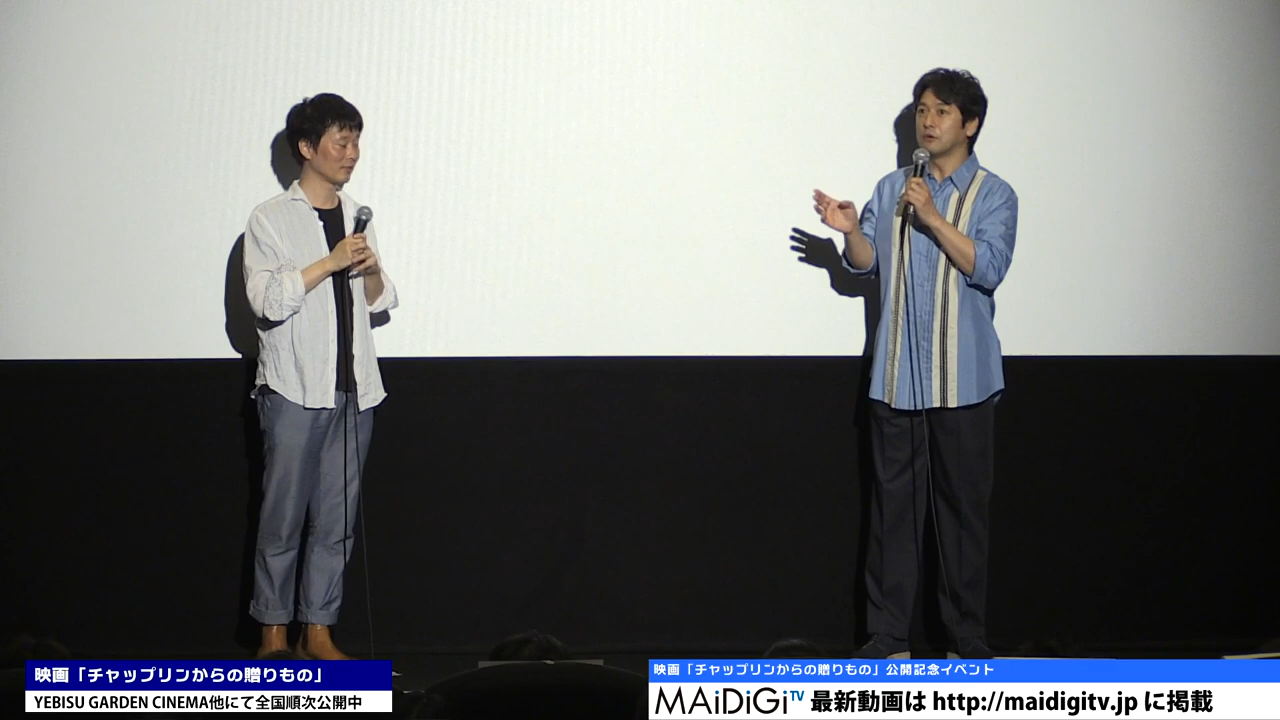 映画「チャップリンからの贈りもの」
YEBISU GARDEN CINEMA他にて全国順次公開中
映画「チャップリンからの贈りもの」公開記念イベント
MAiDiGiTV 最新動画は http://maidigitv.jp に掲載